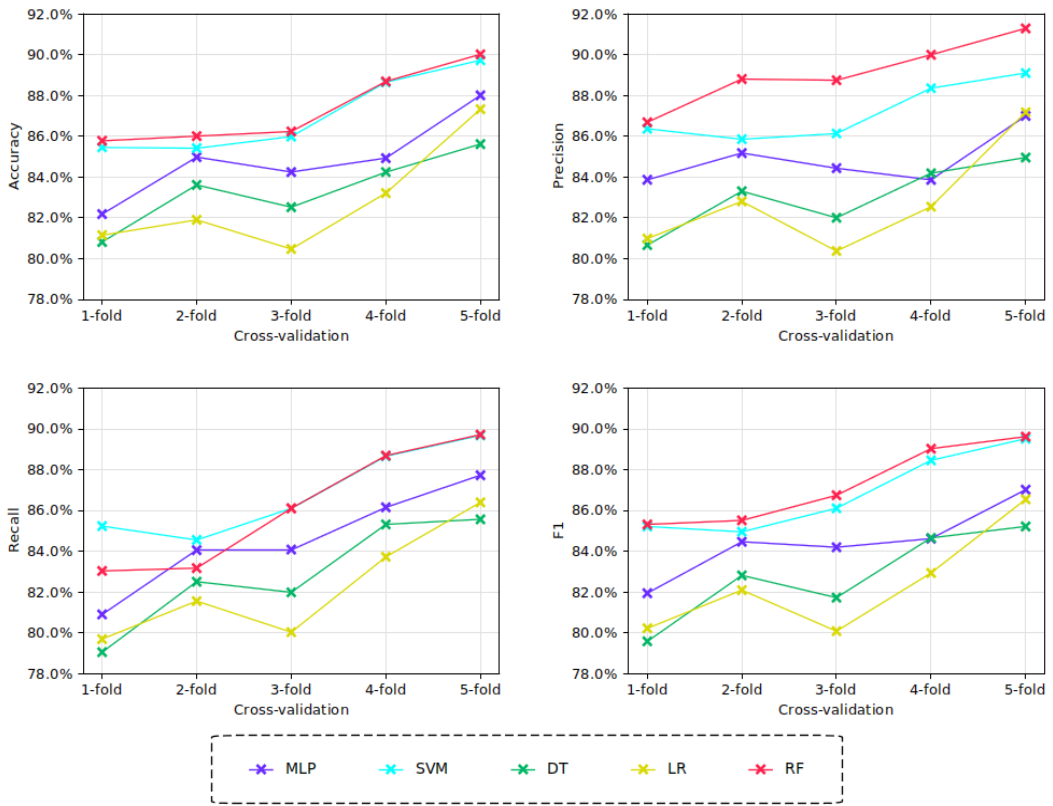 92.0%
90.0%
88.0%
86.0%
84.0%
82.0%
80.0%
78.0%
Accuracy
1-fold 2-fold 3-fold 4-fold 5-fold
Cross-validation
92.0%
90.0%
88.0%
86.0%
84.0%
82.0%
80.0%
78.0%
Precision
1-fold 2-fold 3-fold 4-fold 5-fold
Cross-validation
92.0%
90.0%
88.0%
86.0%
84.0%
82.0%
80.0%
78.0%
Recall
1-fold 2-fold 3-fold 4-fold 5-fold
Cross-validation
92.0%
90.0%
88.0%
86.0%
84.0%
82.0%
80.0%
78.0%
F1
1-fold 2-fold 3-fold 4-fold 5-fold
Cross-validation
MLP SVM DT LR RF